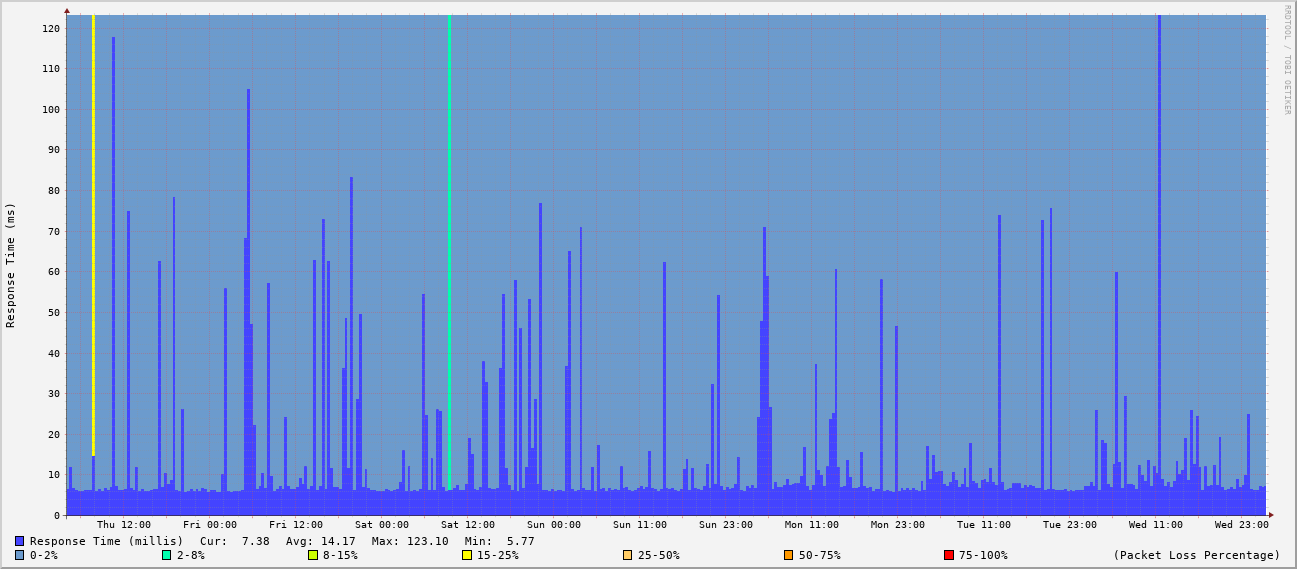 RRDTOOL / TOBI OETIKER
Response Time (ms)
120
110
100
90
80
70
60
50
40
30
20
10
0
Thu 12:00 Fri 00:00 Fri 12:00 Sat 00:00 Sat 12:00 Sun 00:00 Sun 11:00 Sun 23:00 Mon 11:00 Mon 23:00 Tue 11:00 Tue 23:00 Wed 11:00 Wed 23:00
Response Time (millis) Cur: 7.38 Avg: 14.17 Max: 123.10 Min: 5.77
0-2% 2-8% 8-15% 15-25% 25-50% 50-75% 75-100% (Packet Loss Percentage)